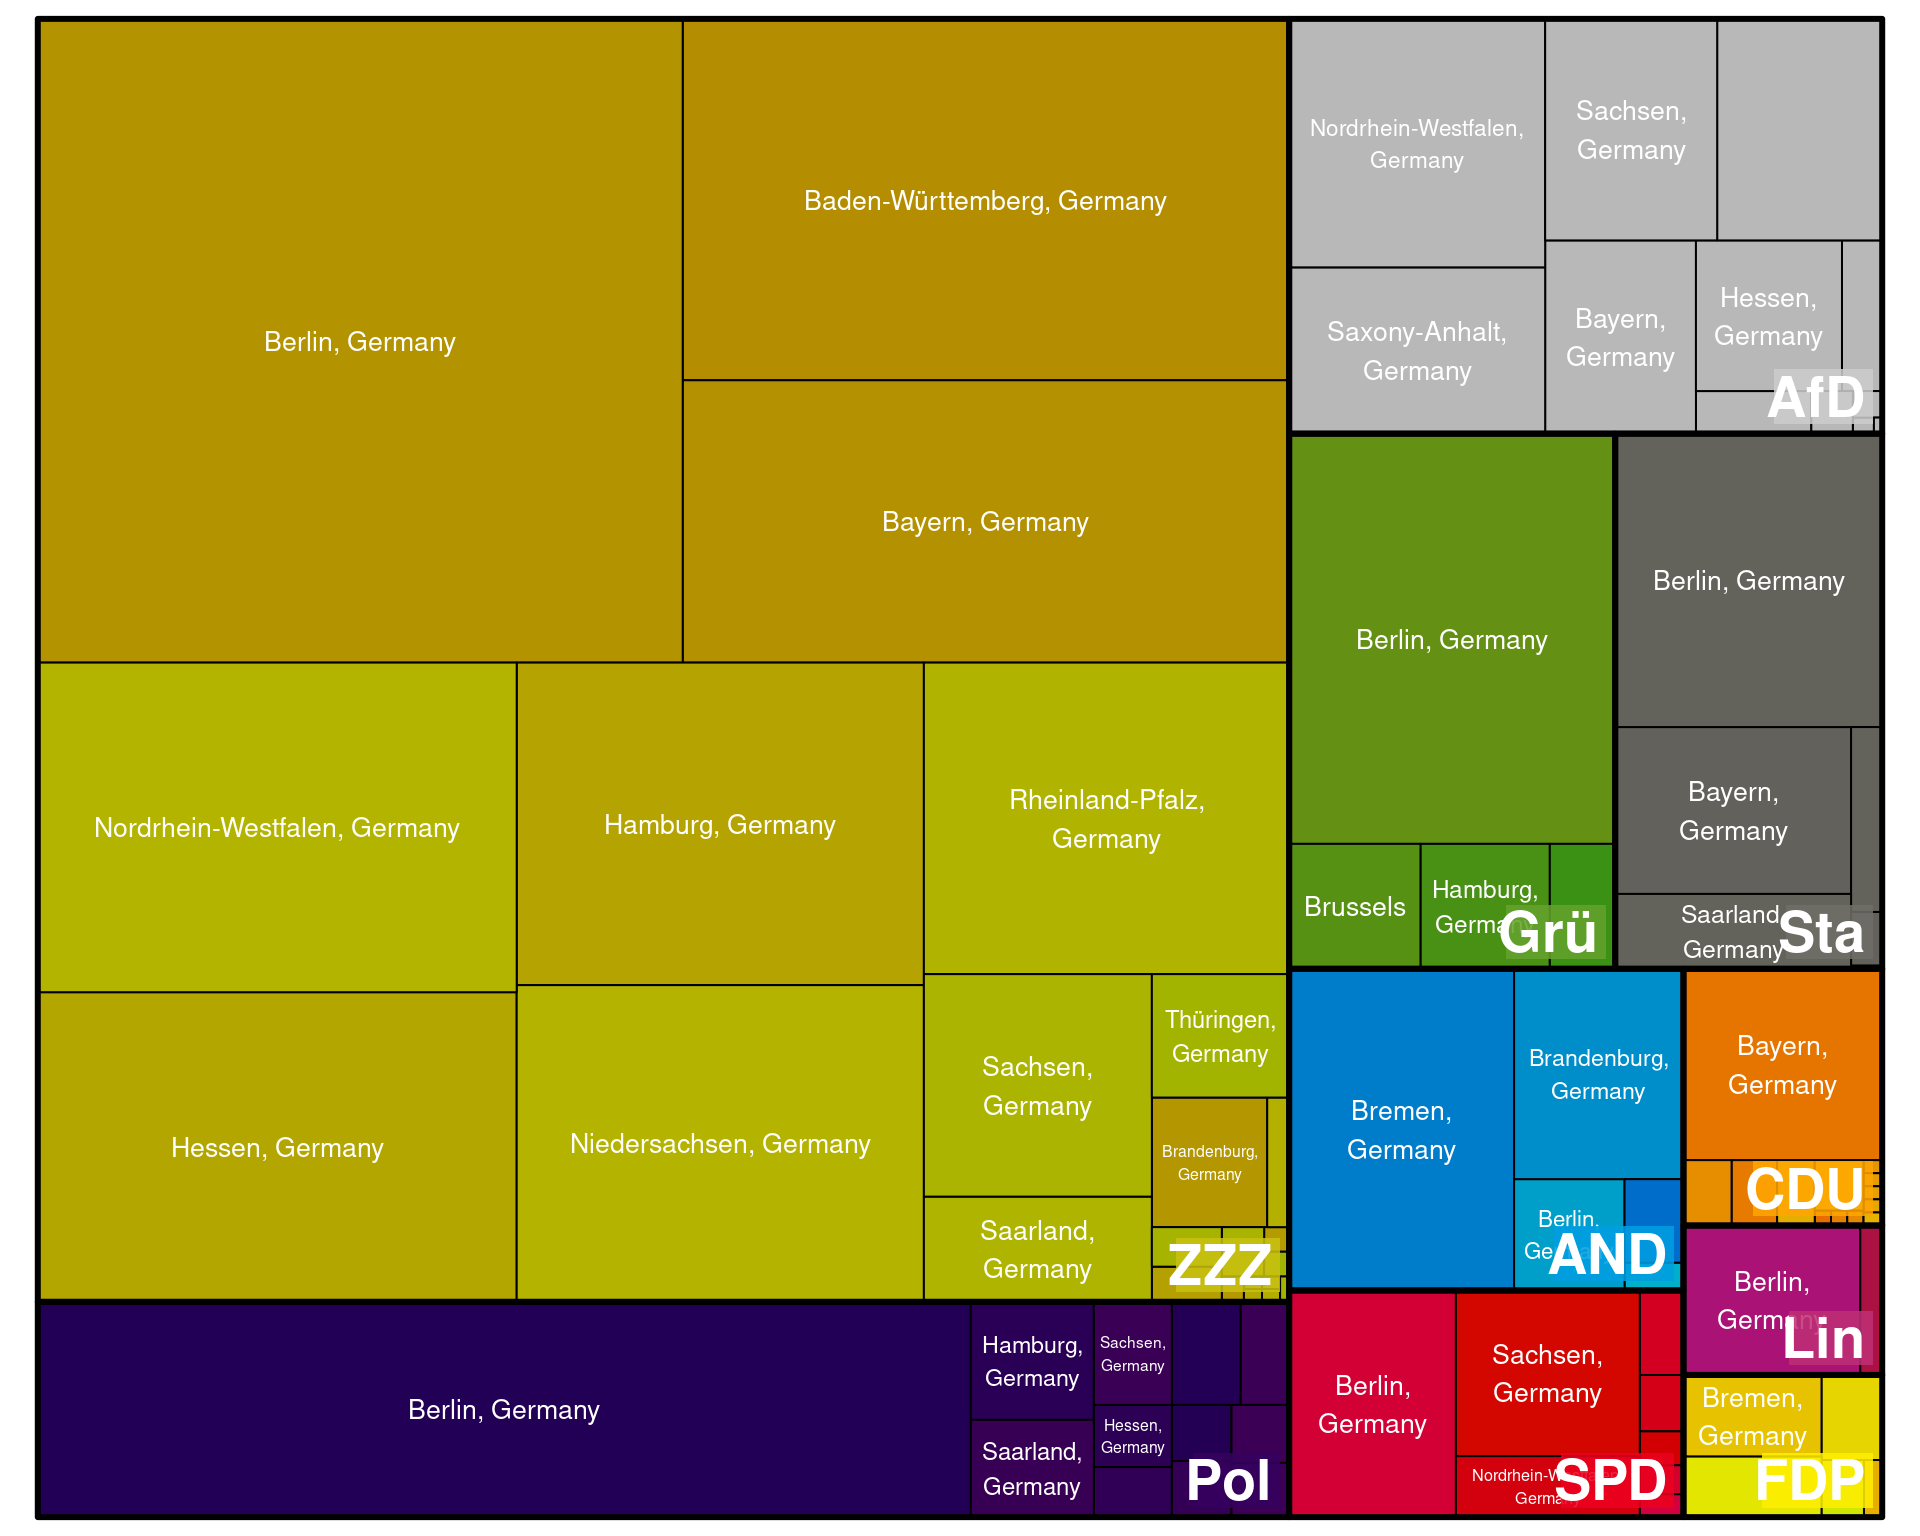 Berlin, Germany
Baden-Württemberg, Germany
Bayern, Germany
Nordrhein-Westfalen, Germany
Hamburg, Germany
Rheinland-Pfalz,
Germany
Hessen, Germany
Niedersachsen, Germany
Sachsen,
Germany
Thüringen,
Germany
Brandenburg,
Germany
Saarland,
Germany
ZZZ
Berlin, Germany
Hamburg,
Germany
Sachsen,
Germany
Saarland,
Germany
Hessen,
Germany
Pol
Nordrhein-Westfalen,
Germany
Sachsen,
Germany
Saxony-Anhalt,
Germany
Bayern,
Germany
Hessen,
Germany
AfD
Berlin, Germany
Brussels
Hamburg,
Germany
Grü
Berlin, Germany
Bayern,
Germany
Saarland
Germany
Sta
Bremen,
Germany
Brandenburg,
Germany
Berlin,
AND
Bayern,
Germany
CDU
Berlin,
Germany
Lin
Berlin,
Germany
Sachsen,
Germany
SPD
Bremen,
Germany
FDP